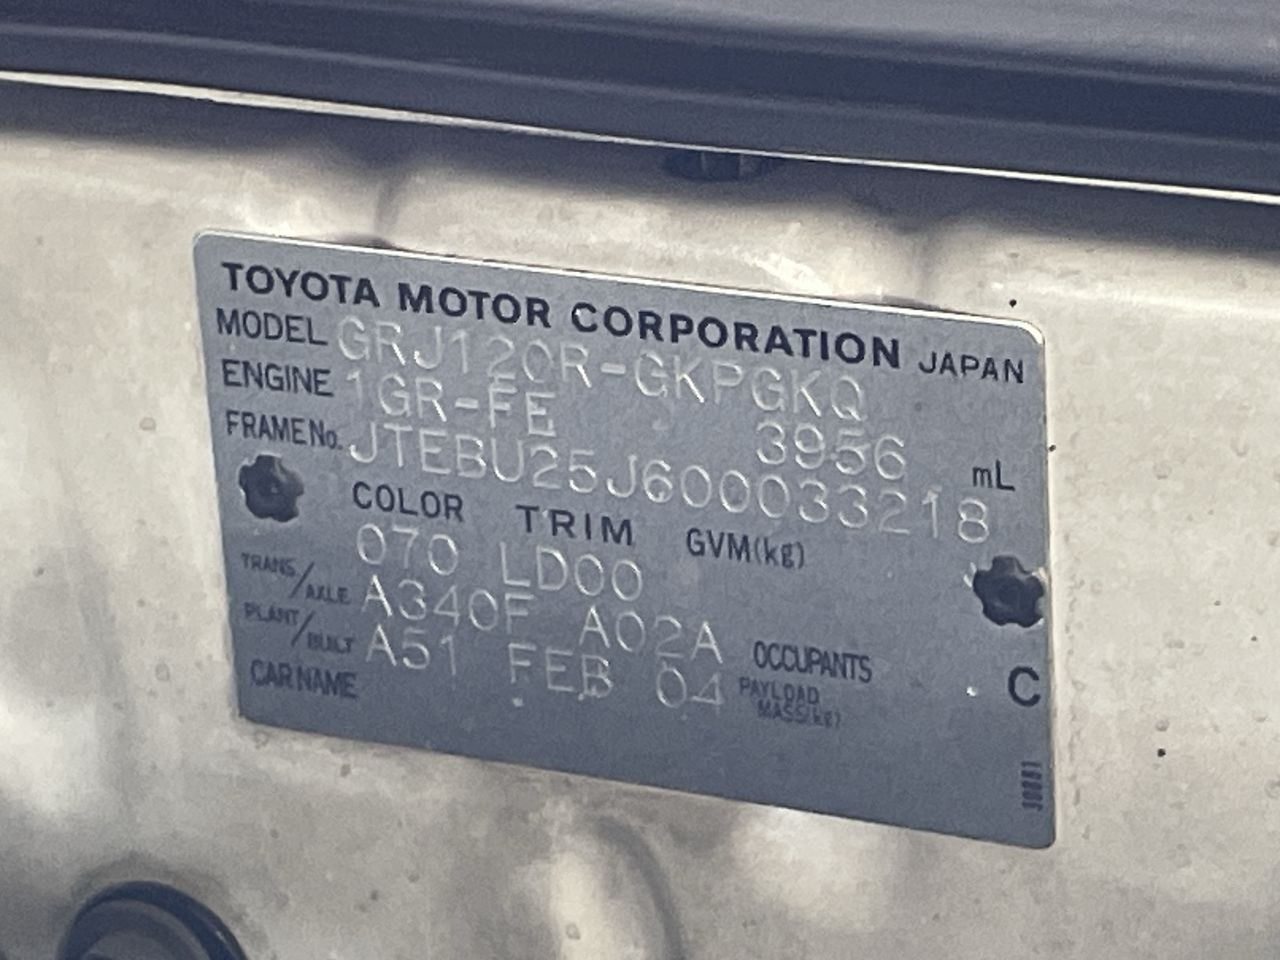 TOYOTA MOTOR CORPORATION JAPAN
MODEL GRJ120R-GKPGKQ
ENGINE 1GR-FE 3956 mL
FRAME No. JTEBU25J600033218
COLOR TRIM GVM(kg)
070 LD00
TRANS/AXLE A340F A02A OCCUPANTS
PLANT/BUILT A51 FEB 04 PAYLOAD MASS(kg) C
CAR NAME